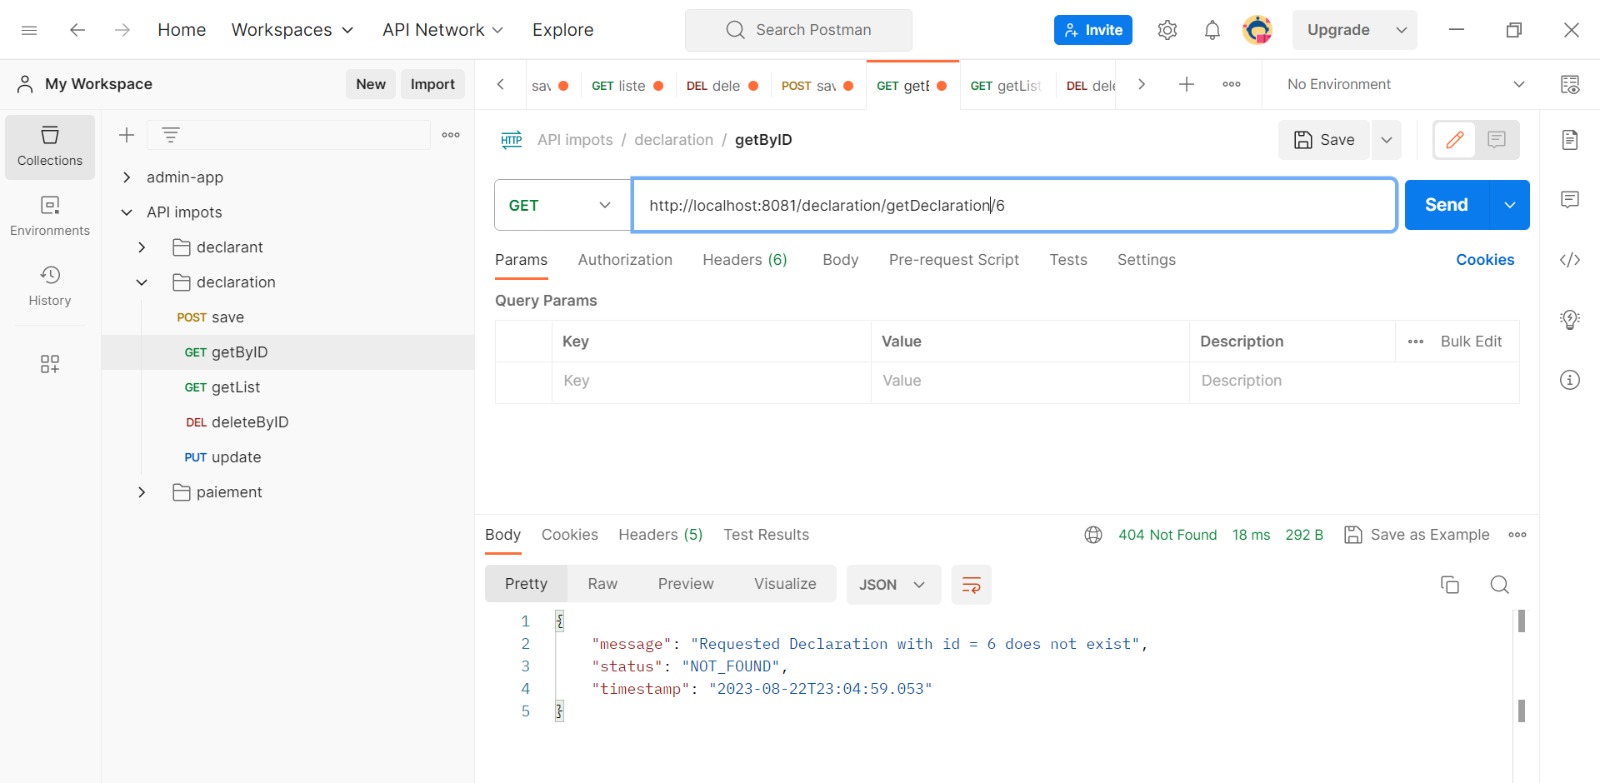 Home Workspaces API Network Explore Search Postman Invite Upgrade
My Workspace New Import
sav GET liste DEL dele POST sav GET getE GET getList DEL dele No Environment
Collections
Environments
History
admin-app
API impots
declarant
declaration
POST save
GET getByID
GET getList
DEL deleteByID
PUT update
paiement
HTTP API impots / declaration / getByID Save
GET http://localhost:8081/declaration/getDeclaration/6 Send
Params Authorization Headers (6) Body Pre-request Script Tests Settings Cookies
Query Params
Key Value Description Bulk Edit
Key Value Description
Body Cookies Headers (5) Test Results 404 Not Found 18 ms 292 B Save as Example
Pretty Raw Preview Visualize JSON
1 {
2 "message": "Requested Declaration with id = 6 does not exist",
3 "status": "NOT_FOUND",
4 "timestamp": "2023-08-22T23:04:59.053"
5 }